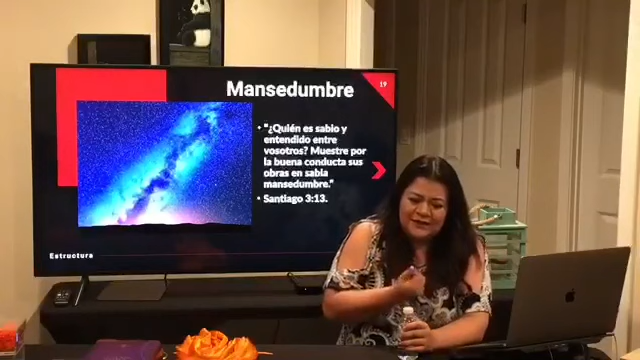 19
Mansedumbre
• "¿Quién es sabio y
entendido entre
vosotros? Muestre por
la buena conducta sus
obras en sabia
mansedumbre."
• Santiago 3:13.
Estructura